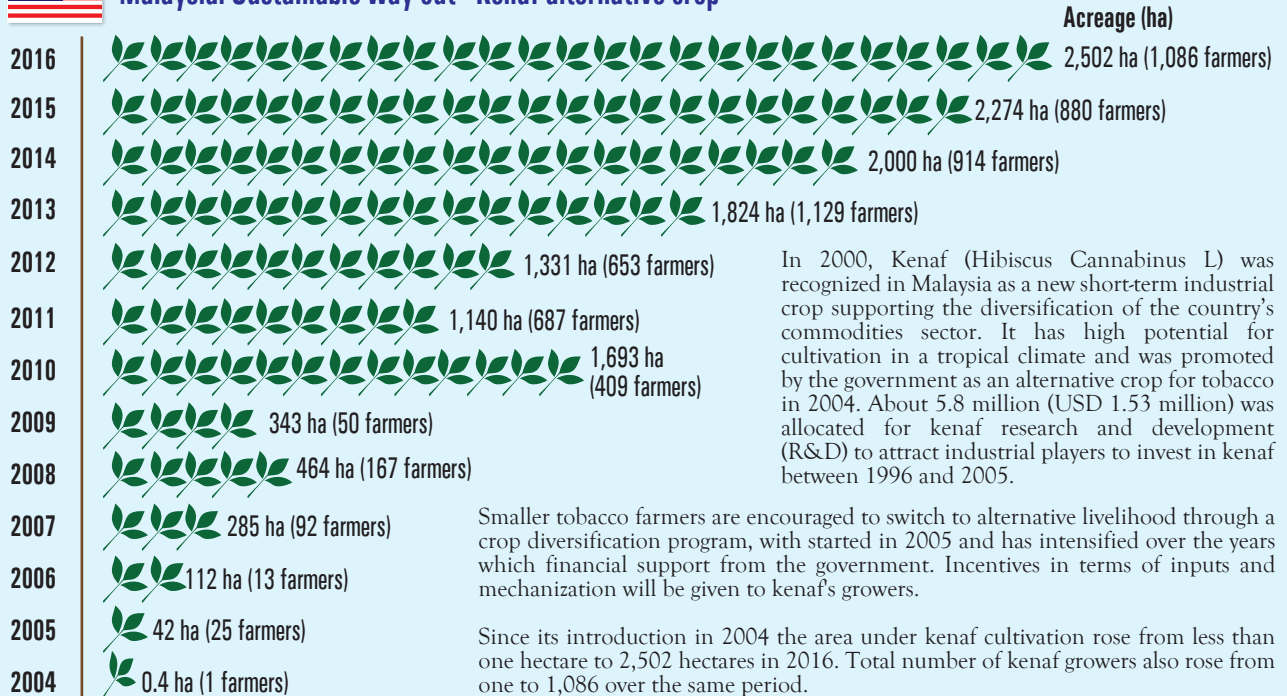 Malaysia: Sustainable way out - Kenaf alternative crop
Acreage (ha)
2016 2,502 ha (1,086 farmers)
2015 2,274 ha (880 farmers)
2014 2,000 ha (914 farmers)
2013 1,824 ha (1,129 farmers)
2012 1,331 ha (653 farmers)
2011 1,140 ha (687 farmers)
2010 1,693 ha
(409 farmers)
2009 343 ha (50 farmers)
2008 464 ha (167 farmers)
2007 285 ha (92 farmers)
2006 112 ha (13 farmers)
2005 42 ha (25 farmers)
2004 0.4 ha (1 farmers)
In 2000, Kenaf (Hibiscus Cannabinus L) was
recognized in Malaysia as a new short-term industrial
crop supporting the diversification of the country's
commodities sector. It has high potential for
cultivation in a tropical climate and was promoted
by the government as an alternative crop for tobacco
in 2004. About 5.8 million (USD 1.53 million) was
allocated for kenaf research and development
(R&D) to attract industrial players to invest in kenaf
between 1996 and 2005.
Smaller tobacco farmers are encouraged to switch to alternative livelihood through a
crop diversification program, with started in 2005 and has intensified over the years
which financial support from the government. Incentives in terms of inputs and
mechanization will be given to kenaf's growers.
Since its introduction in 2004 the area under kenaf cultivation rose from less than
one hectare to 2,502 hectares in 2016. Total number of kenaf growers also rose from
one to 1,086 over the same period.